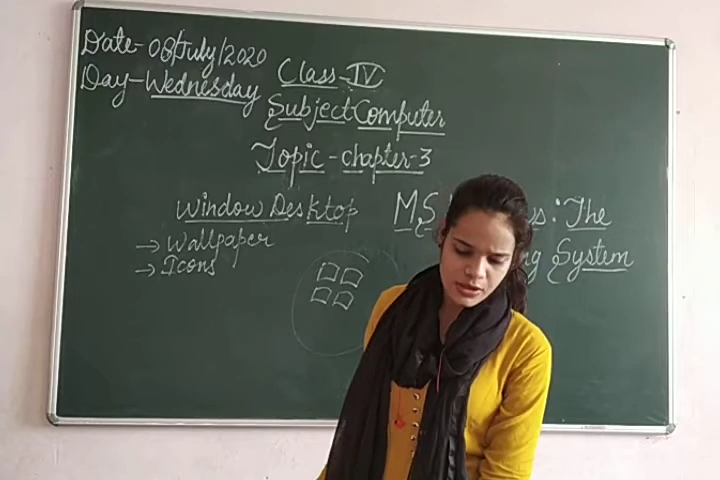 Date-08/July/2020
Day-Wednesday
Class-IV
Subject Computer
Topic-chapter-3
MS : The
System
Window Desktop
→ Wallpaper
→ Icons